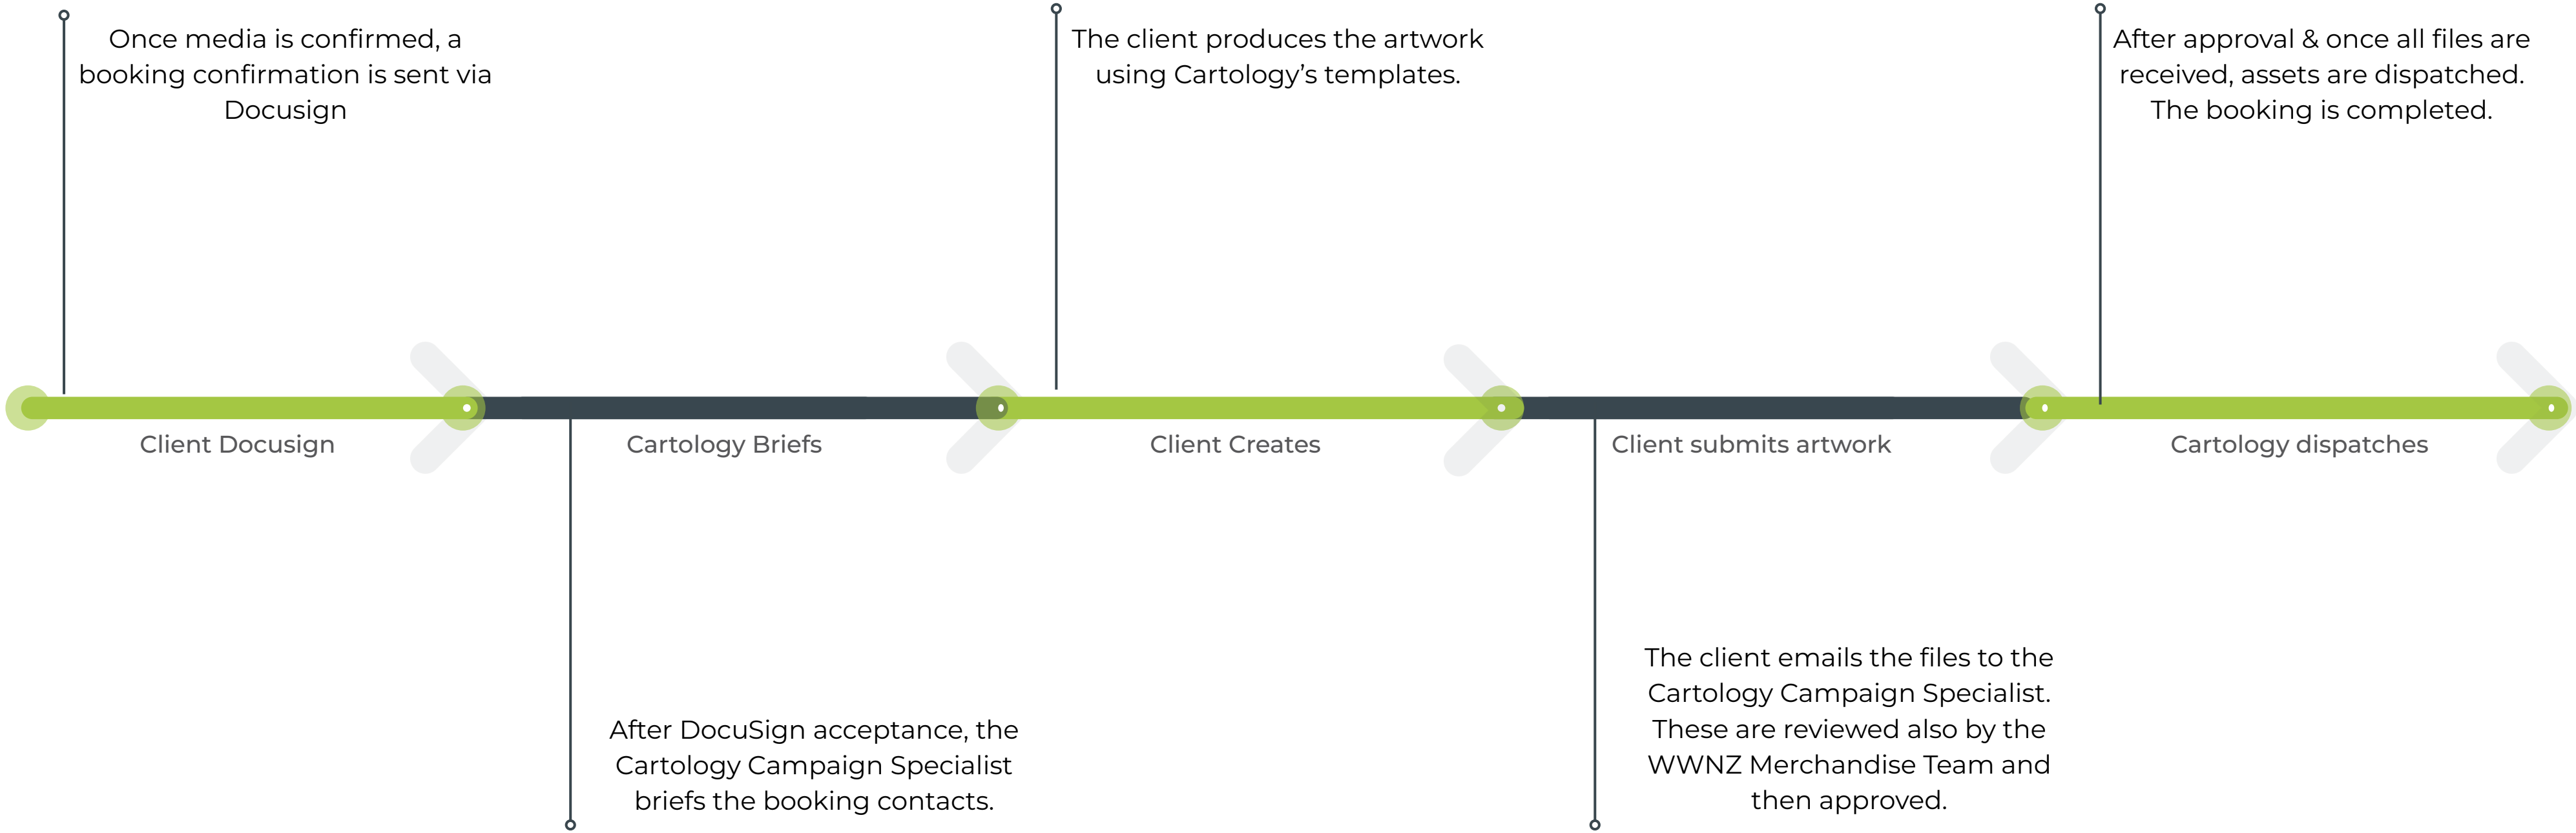 Once media is confirmed, a
booking confirmation is sent via
Docusign
The client produces the artwork
using Cartology’s templates.
After approval & once all files are
received, assets are dispatched.
The booking is completed.
Client Docusign
Cartology Briefs
Client Creates
Client submits artwork
Cartology dispatches
After DocuSign acceptance, the
Cartology Campaign Specialist
briefs the booking contacts.
The client emails the files to the
Cartology Campaign Specialist.
These are reviewed also by the
WWNZ Merchandise Team and
then approved.